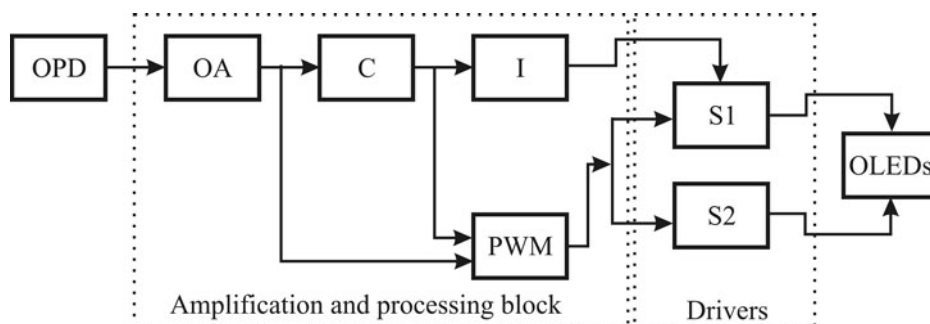 OPD
OA
C
I
S1
OLEDs
S2
PWM
Amplification and processing block
Drivers